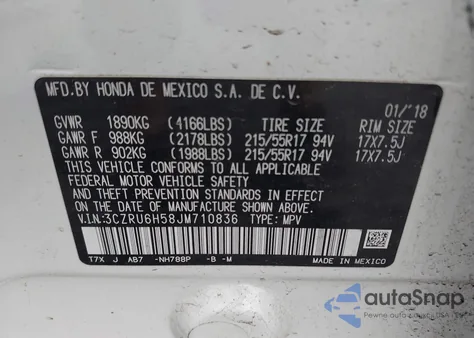 MFD.BY HONDA DE MEXICO S.A. DE C.V.
01/'18
GVWR 1890KG (4166LBS) RIM SIZE
GAWR F 988KG (2178LBS) 215/55R17 94V 17X7.5J
GAWR R 902KG (1988LBS) 215/55R17 94V 17X7.5J
THIS VEHICLE CONFORMS TO ALL APPLICABLE
FEDERAL MOTOR VEHICLE SAFETY
AND THEFT PREVENTION STANDARDS IN EFFECT
ON THE DATE OF MANUFACTURE SHOWN ABOVE.
V.I.N:3CZRU6H58JM710836 TYPE: MPV
T7X J AB7 -NH788P -B -M MADE IN MEXICO
autoSnap